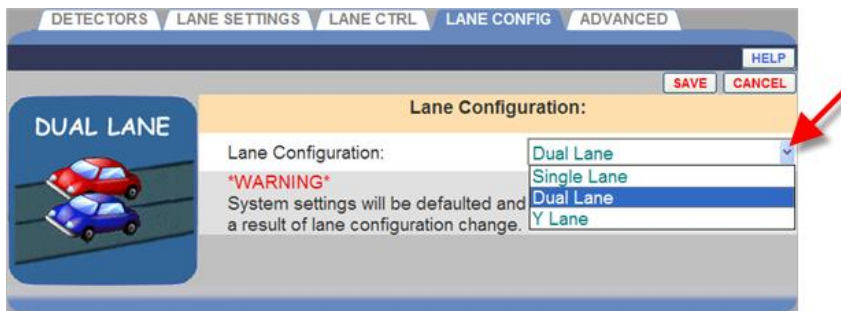 DETECTORS LANE SETTINGS LANE CTRL LANE CONFIG ADVANCED
HELP
SAVE CANCEL
DUAL LANE
Lane Configuration:
Lane Configuration: Dual Lane
Single Lane
Dual Lane
Y Lane
*WARNING*
System settings will be defaulted and
a result of lane configuration change.